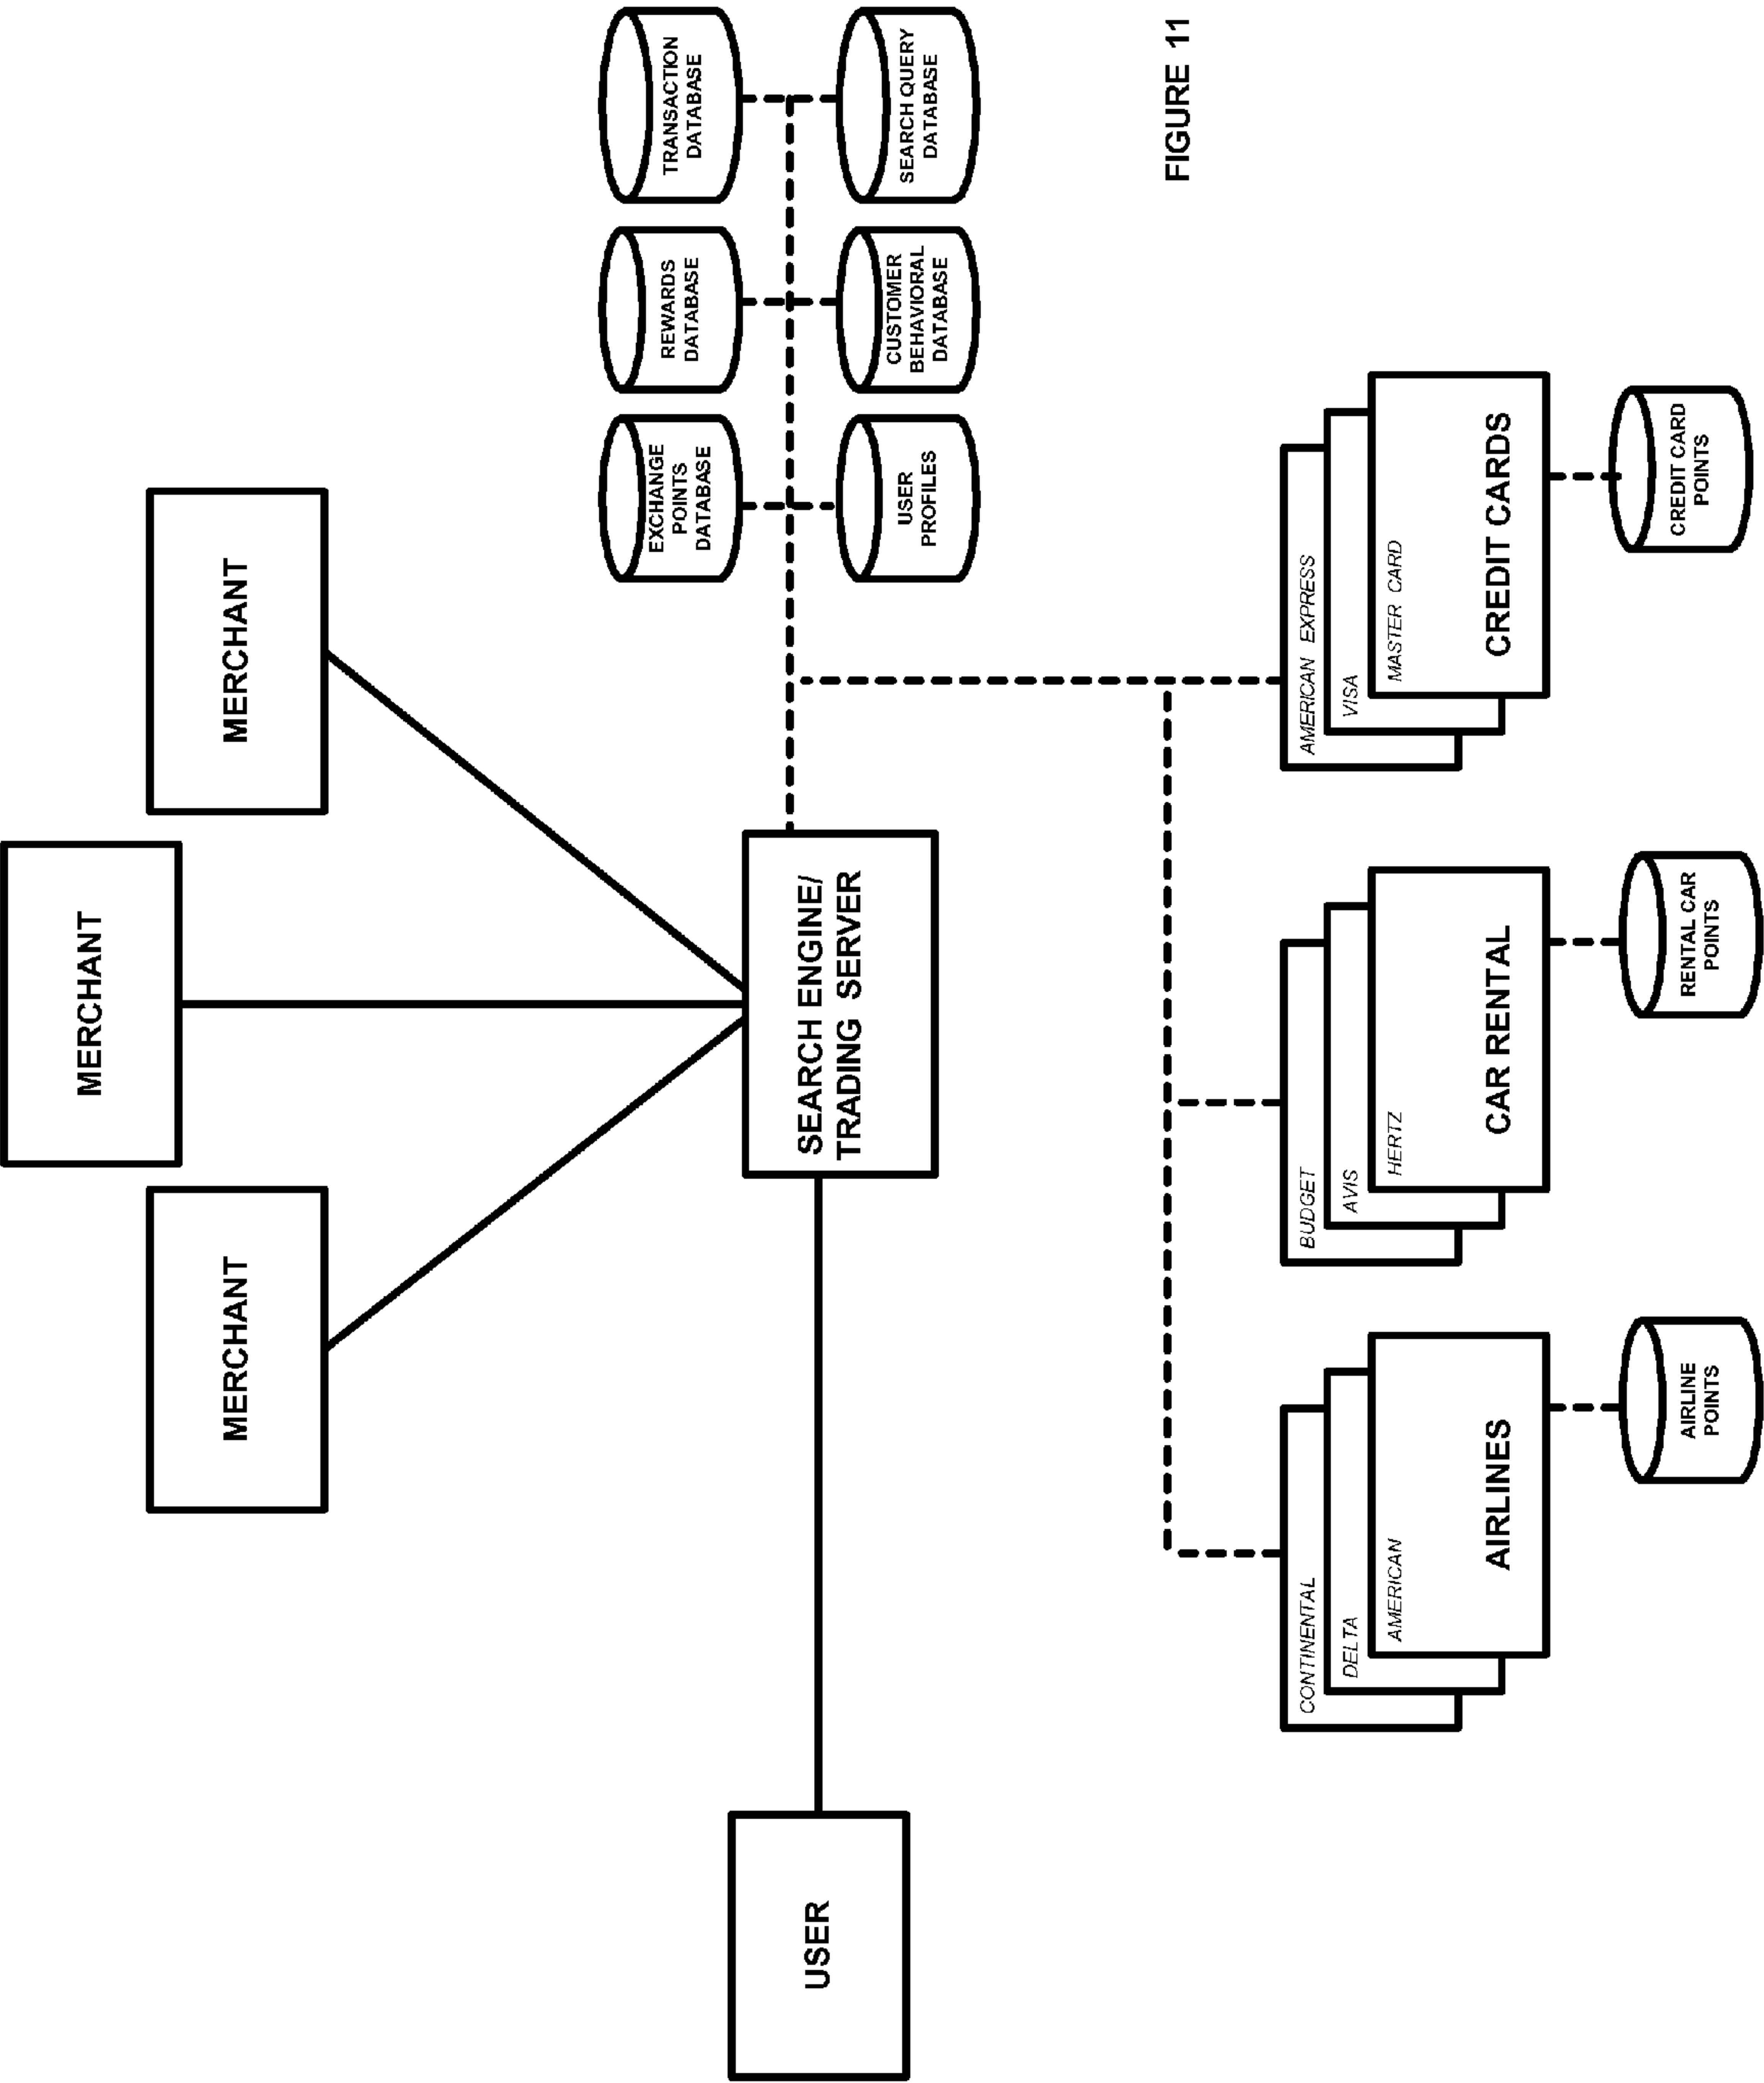 MERCHANT
MERCHANT
MERCHANT
USER
SEARCH ENGINE/
TRADING SERVER
EXCHANGE
POINTS
DATABASE
REWARDS
DATABASE
TRANSACTION
DATABASE
USER
PROFILES
CUSTOMER
BEHAVIORAL
DATABASE
SEARCH QUERY
DATABASE
CONTINENTAL
DELTA
AMERICAN
AIRLINES
AIRLINE
POINTS
BUDGET
AVIS
HERTZ
CAR RENTAL
RENTAL CAR
POINTS
AMERICAN EXPRESS
VISA
MASTER CARD
CREDIT CARDS
CREDIT CARD
POINTS
FIGURE 11